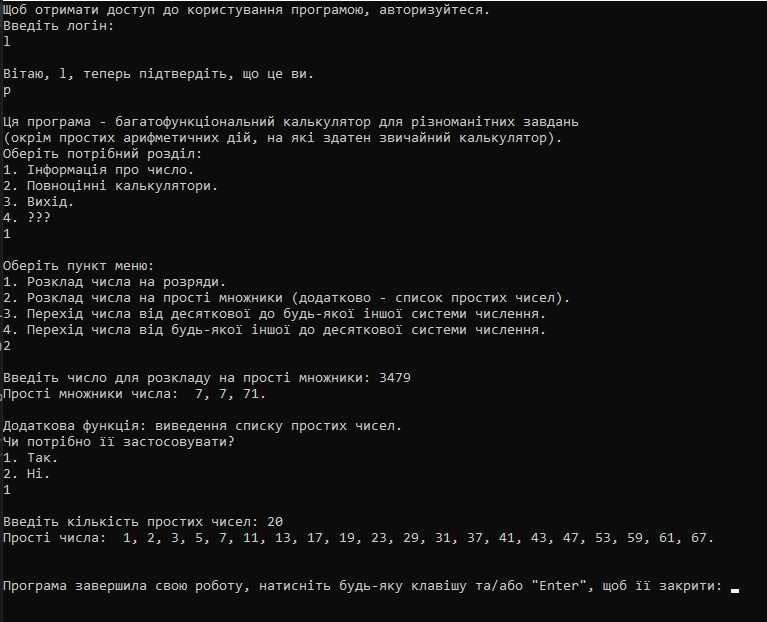 Щоб отримати доступ до користування програмою, авторизуйтеся.
Введіть логін:
l
Вітаю, l, теперь підтвердіть, що це ви.
p
Ця програма - багатофункціональний калькулятор для різноманітних завдань
(окрім простих арифметичних дій, на які здатен звичайний калькулятор).
Оберіть потрібний розділ:
1. Інформація про число.
2. Повноцінні калькулятори.
3. Вихід.
4. ???
1
Оберіть пункт меню:
1. Розклад числа на розряди.
2. Розклад числа на прості множники (додатково - список простих чисел).
3. Перехід числа від десяткової до будь-якої іншої системи числення.
4. Перехід числа від будь-якої іншої до десяткової системи числення.
2
Введіть число для розкладу на прості множники: 3479
Прості множники числа:  7, 7, 71.
Додаткова функція: виведення списку простих чисел.
Чи потрібно її застосовувати?
1. Так.
2. Ні.
1
Введіть кількість простих чисел: 20
Прості числа:  1, 2, 3, 5, 7, 11, 13, 17, 19, 23, 29, 31, 37, 41, 43, 47, 53, 59, 61, 67.
Програма завершила свою роботу, натисніть будь-яку клавішу та/або "Enter", щоб її закрити: